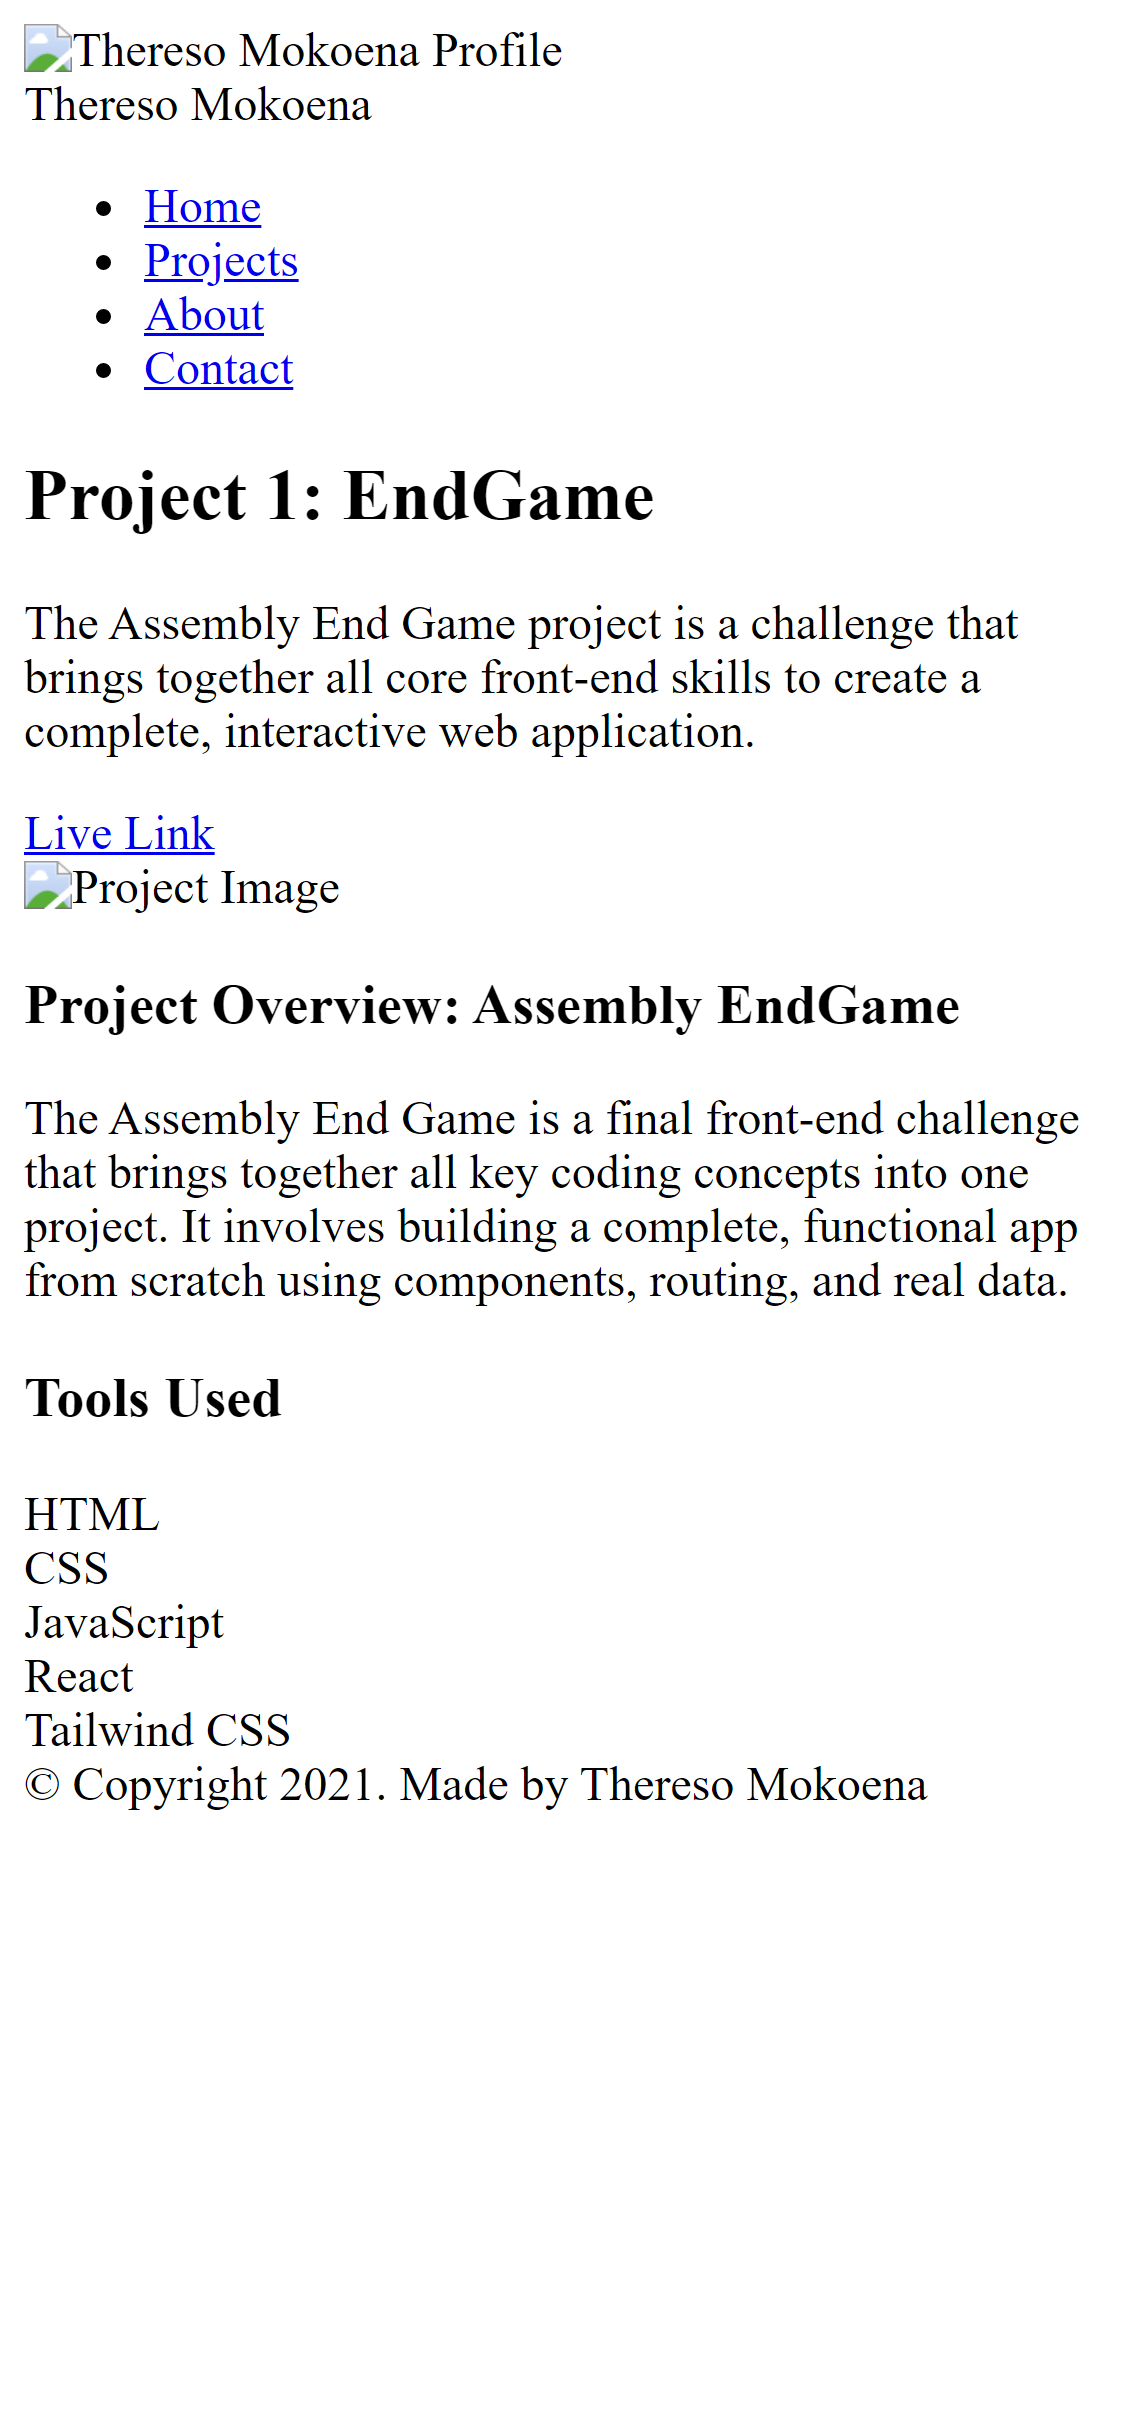 Thereso Mokoena Profile
Thereso Mokoena
Home
Projects
About
Contact
Project 1: EndGame
The Assembly End Game project is a challenge that
brings together all core front-end skills to create a
complete, interactive web application.
Live Link
Project Image
Project Overview: Assembly EndGame
The Assembly End Game is a final front-end challenge
that brings together all key coding concepts into one
project. It involves building a complete, functional app
from scratch using components, routing, and real data.
Tools Used
HTML
CSS
JavaScript
React
Tailwind CSS
© Copyright 2021. Made by Thereso Mokoena